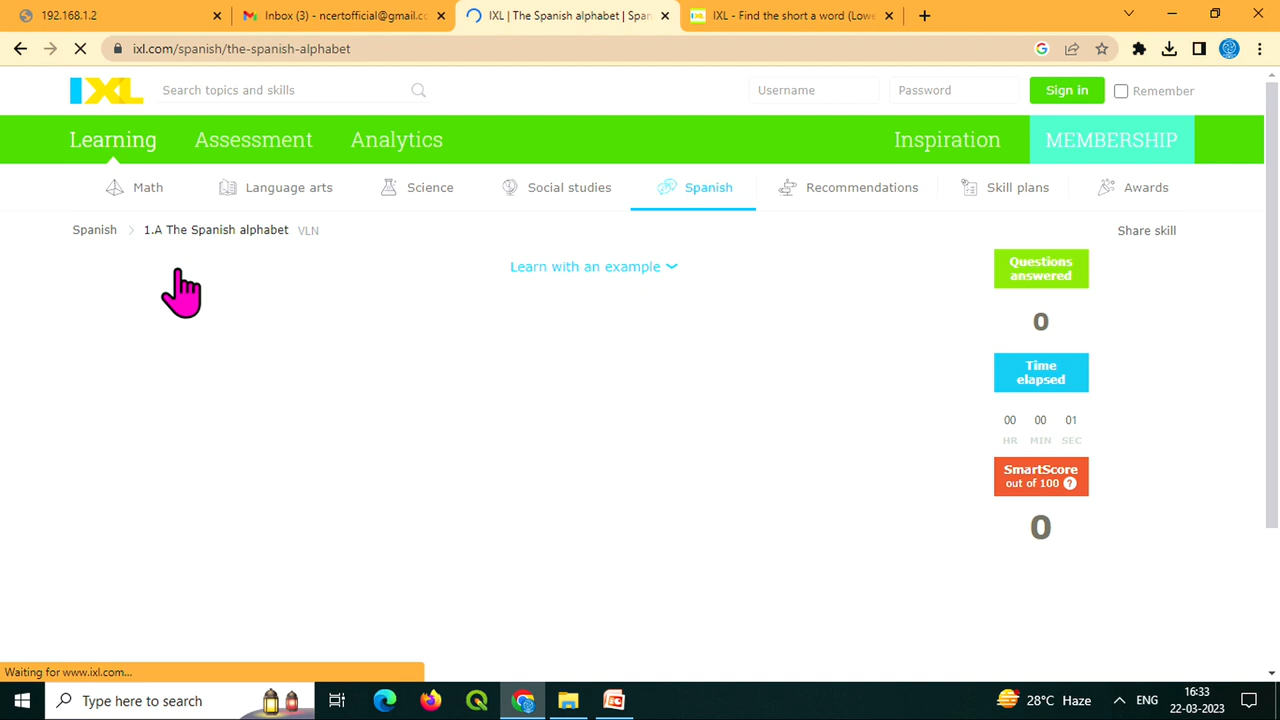 192.168.1.2
Inbox (3) - ncertofficial@gmail.cc
IXL | The Spanish alphabet | Span
IXL - Find the short a word (Lowe
ixl.com/spanish/the-spanish-alphabet
IXL
Search topics and skills
Username
Password
Sign in
Remember
Learning
Assessment
Analytics
Inspiration
MEMBERSHIP
Math
Language arts
Science
Social studies
Spanish
Recommendations
Skill plans
Awards
Spanish
1.A The Spanish alphabet VLN
Share skill
Learn with an example
Questions
answered
0
Time
elapsed
00 00 01
HR MIN SEC
SmartScore
out of 100 ?
0
Waiting for www.ixl.com...
Type here to search
28°C Haze
ENG
16:33
22-03-2023